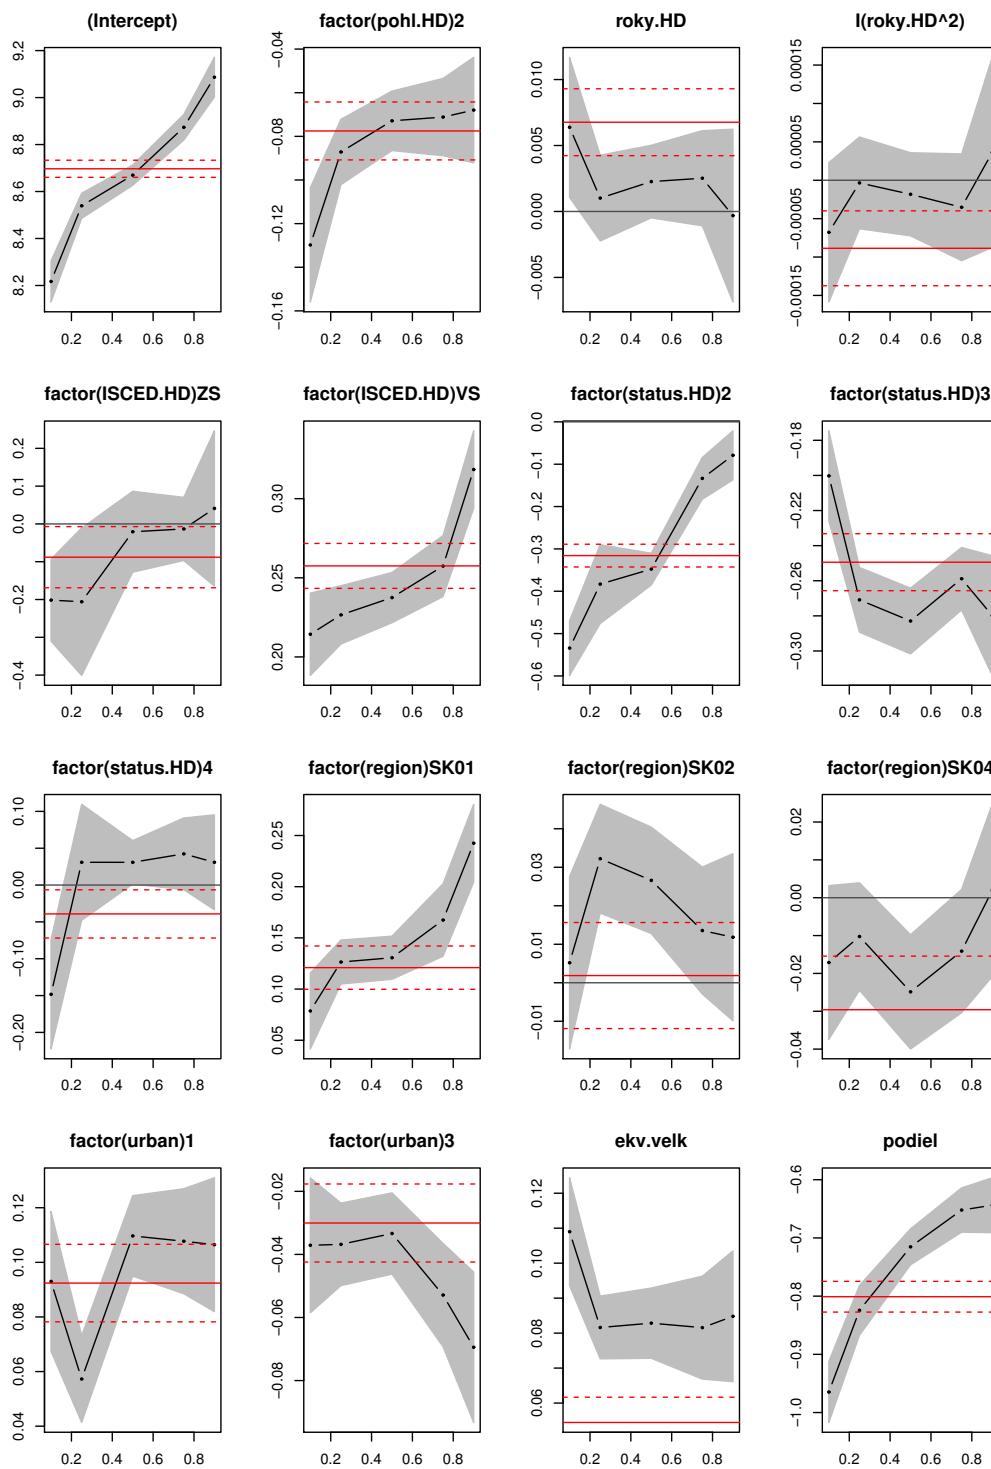 (Intercept)
8.2 8.4 8.6 8.8 9.0 9.2
0.2 0.4 0.6 0.8
factor(pohl.HD)2
−0.16 −0.12 −0.08 −0.04
0.2 0.4 0.6 0.8
roky.HD
−0.005 0.000 0.005 0.010
0.2 0.4 0.6 0.8
I(roky.HD^2)
−0.00015 −0.00005 0.00005 0.00015
0.2 0.4 0.6 0.8
factor(ISCED.HD)ZS
−0.4 −0.2 0.0 0.1 0.2
0.2 0.4 0.6 0.8
factor(ISCED.HD)VS
0.20 0.25 0.30
0.2 0.4 0.6 0.8
factor(status.HD)2
−0.6 −0.5 −0.4 −0.3 −0.2 −0.1 0.0
0.2 0.4 0.6 0.8
factor(status.HD)3
−0.30 −0.26 −0.22 −0.18
0.2 0.4 0.6 0.8
factor(status.HD)4
−0.20 −0.10 0.00 0.10
0.2 0.4 0.6 0.8
factor(region)SK01
0.05 0.10 0.15 0.20 0.25
0.2 0.4 0.6 0.8
factor(region)SK02
−0.01 0.01 0.03
0.2 0.4 0.6 0.8
factor(region)SK04
−0.04 −0.02 0.00 0.02
0.2 0.4 0.6 0.8
factor(urban)1
0.04 0.06 0.08 0.10 0.12
0.2 0.4 0.6 0.8
factor(urban)3
−0.08 −0.06 −0.04 −0.02
0.2 0.4 0.6 0.8
ekv.velk
0.06 0.08 0.10 0.12
0.2 0.4 0.6 0.8
podiel
−1.0 −0.9 −0.8 −0.7 −0.6
0.2 0.4 0.6 0.8